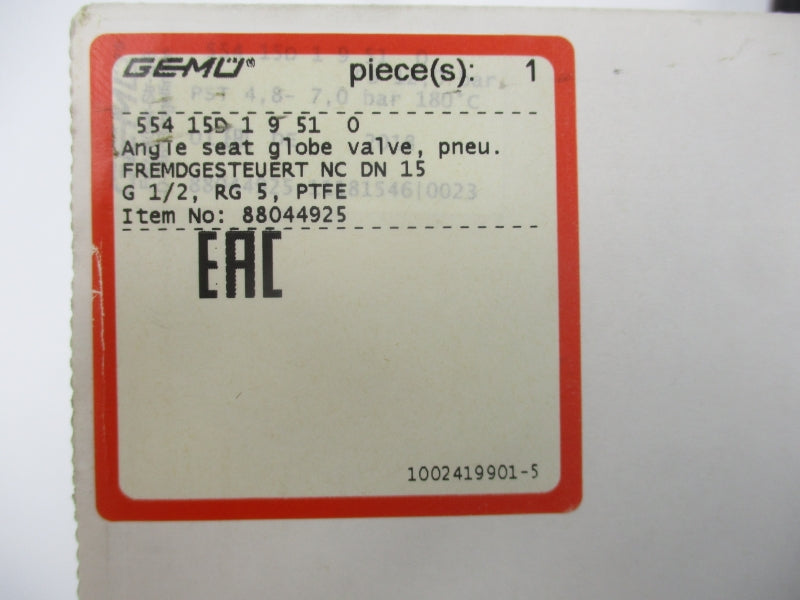 GEMÜ® piece(s): 1
554 15D 1 9 51 0
Angle seat globe valve, pneu.
FREMDGESTEUERT NC DN 15
G 1/2, RG 5, PTFE
Item No: 88044925
EAC
1002419901-5